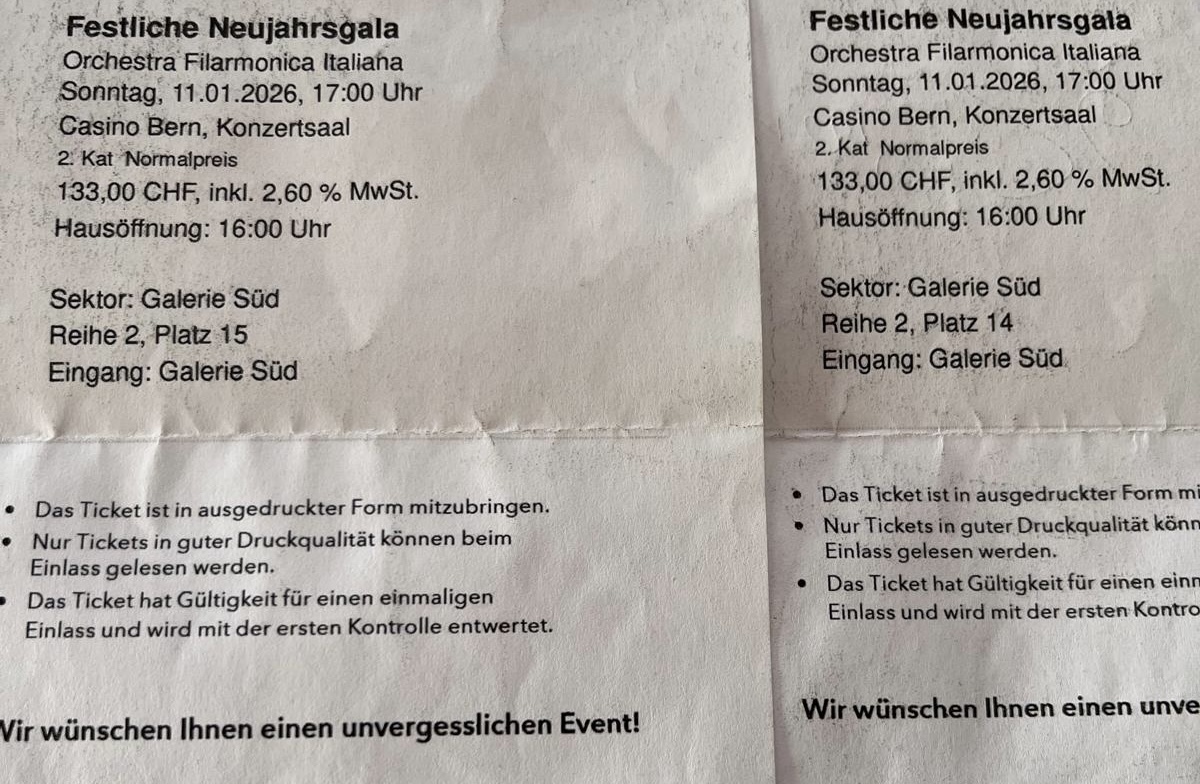 Festliche Neujahrsgala
Orchestra Filarmonica Italiana
Sonntag, 11.01.2026, 17:00 Uhr
Casino Bern, Konzertsaal
2. Kat Normalpreis
133,00 CHF, inkl. 2,60 % MwSt.
Hausöffnung: 16:00 Uhr
Sektor: Galerie Süd
Reihe 2, Platz 15
Eingang: Galerie Süd
• Das Ticket ist in ausgedruckter Form mitzubringen.
• Nur Tickets in guter Druckqualität können beim
Einlass gelesen werden.
• Das Ticket hat Gültigkeit für einen einmaligen
Einlass und wird mit der ersten Kontrolle entwertet.
Wir wünschen Ihnen einen unvergesslichen Event!
Festliche Neujahrsgala
Orchestra Filarmonica Italiana
Sonntag, 11.01.2026, 17:00 Uhr
Casino Bern, Konzertsaal
2. Kat Normalpreis
133,00 CHF, inkl. 2,60 % MwSt.
Hausöffnung: 16:00 Uhr
Sektor: Galerie Süd
Reihe 2, Platz 14
Eingang: Galerie Süd
• Das Ticket ist in ausgedruckter Form mi
• Nur Tickets in guter Druckqualität könn
Einlass gelesen werden.
• Das Ticket hat Gültigkeit für einen einm
Einlass und wird mit der ersten Kontro
Wir wünschen Ihnen einen unve